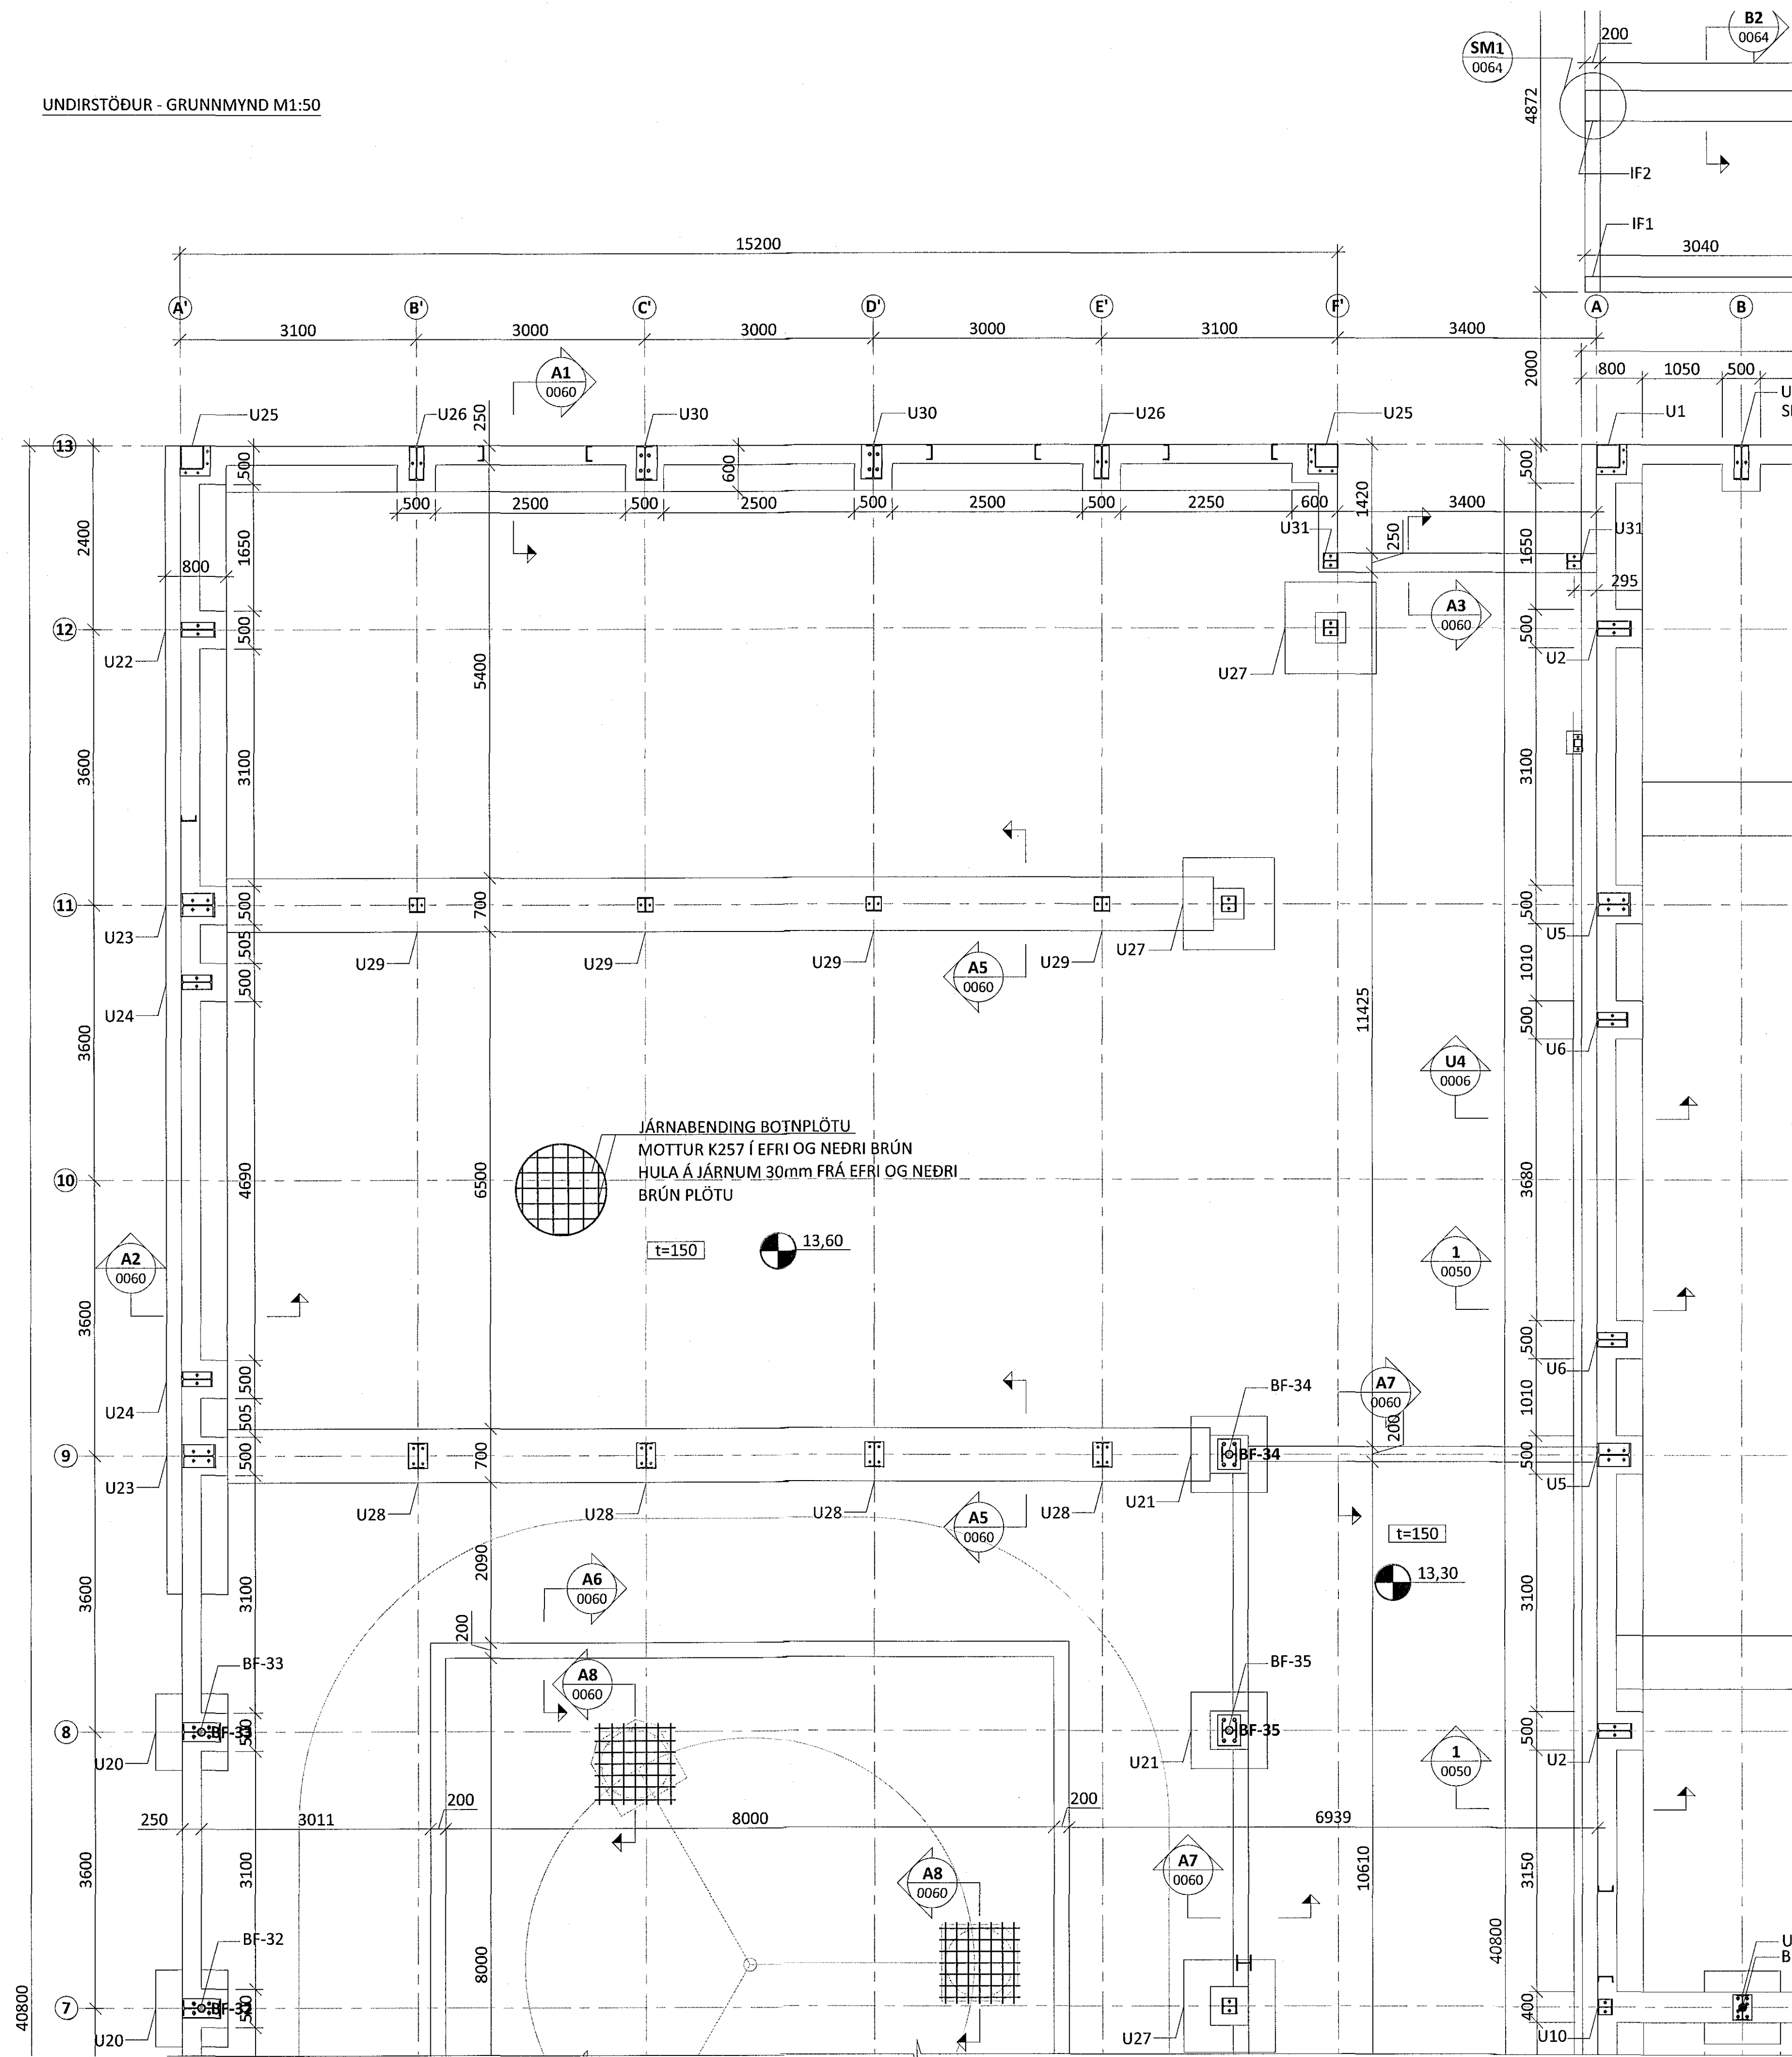 UNDIRSTÖÐUR - GRUNNMYND M1:50
SM1
0064
B2
0064
200
4872
IF2
IF1
3040
15200
A'
B'
C'
D'
E'
F'
A
B
3100
3000
3000
3000
3100
3400
2000
800
1050
500
A1
0060
250
U25
U26
U30
U30
U26
U25
U1
13
500
600
500
500
2500
500
2500
500
2500
500
2250
600
1420
3400
U31
U31
250
2400
1650
1650
800
295
12
500
A3
0060
500
U22
U27
U2
5400
3600
3100
3100
11
500
700
500
U23
505
U29
U29
U29
U29
U27
U5
A5
0060
500
1010
U24
11425
500
U6
3600
U4
0006
JÁRNABENDING BOTNPLÖTU
MOTTUR K257 Í EFRI OG NEÐRI BRÚN
HULA Á JÁRNUM 30mm FRÁ EFRI OG NEÐRI
BRÚN PLÖTU
10
4690
6500
3680
t=150
13,60
A2
0060
1
0050
3600
500
U6
500
BF-34
A7
0060
U24
505
1010
200
9
500
700
BF-34
500
U23
U28
U28
U28
U28
U21
U5
A5
0060
t=150
2090
A6
0060
13,30
3600
3100
3100
200
BF-33
A8
0060
BF-35
8
BF-33
500
BF-35
500
U20
U21
1
0050
U2
250
3011
200
8000
200
6939
3600
3100
A8
0060
A7
0060
10610
3150
BF-32
8000
40800
40800
7
BF-32
500
400
U20
U27
U10